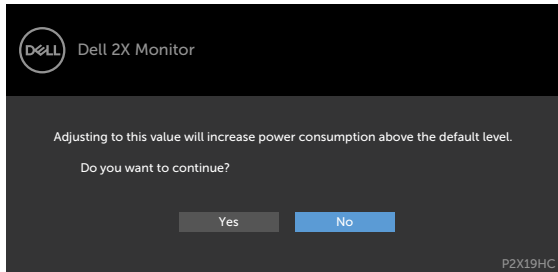 DELL
Dell 2X Monitor
Adjusting to this value will increase power consumption above the default level.
Do you want to continue?
Yes
No
P2X19HC